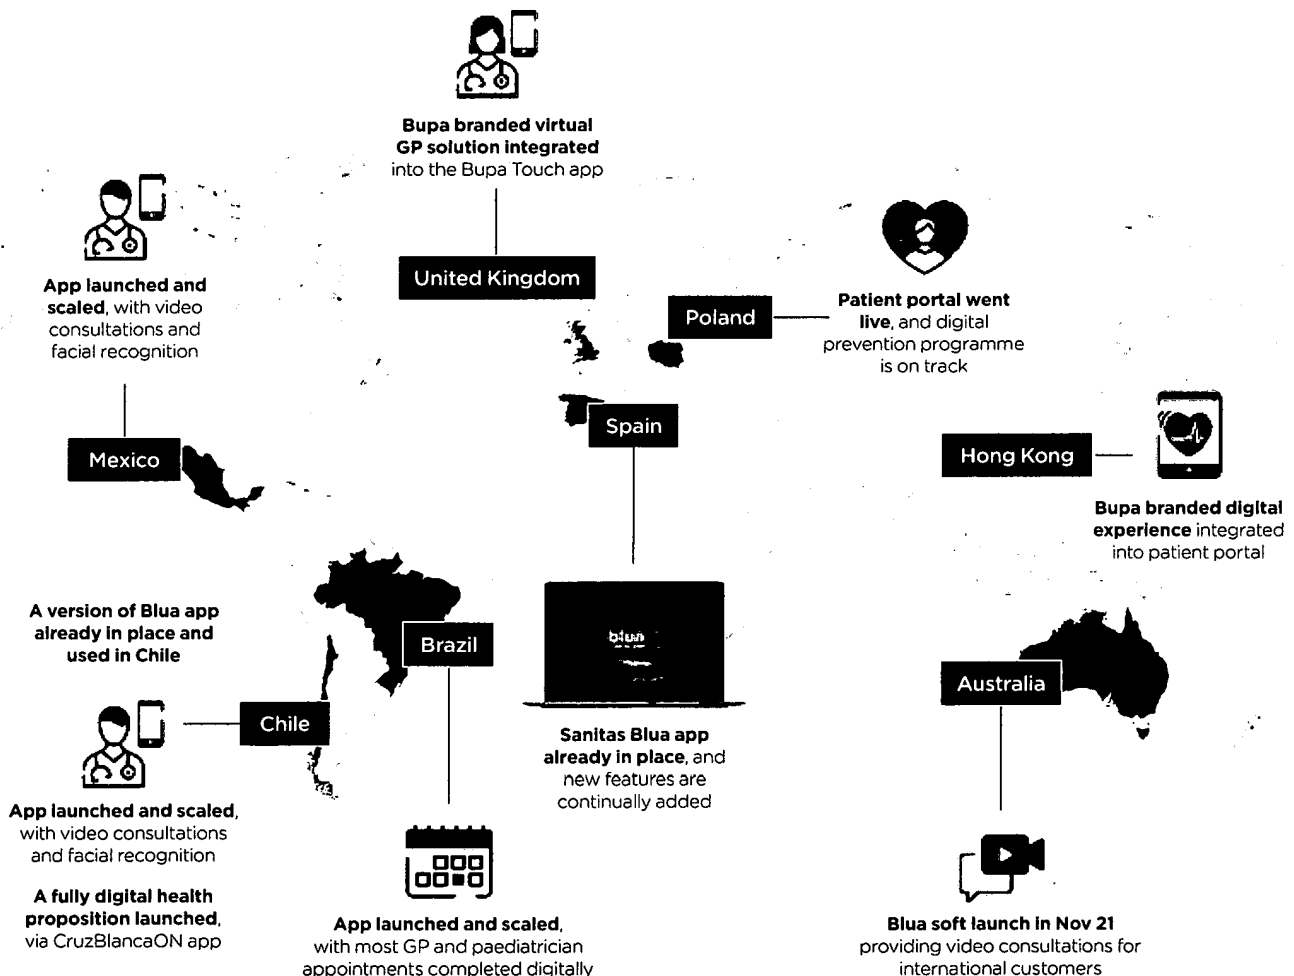 Bupa branded virtual
GP solution integrated
into the Bupa Touch app
United Kingdom
App launched and
scaled, with video
consultations and
facial recognition
Mexico
Poland
Patient portal went
live, and digital
prevention programme
is on track
Spain
Hong Kong
Bupa branded digital
experience integrated
into patient portal
A version of Blua app
already in place and
used in Chile
Chile
App launched and scaled,
with video consultations
and facial recognition
A fully digital health
proposition launched,
via CruzBlancaON app
Brazil
App launched and scaled,
with most GP and paediatrician
appointments completed digitally
blua
Sanitas Blua app
already in place, and
new features are
continually added
Australia
Blua soft launch in Nov 21
providing video consultations for
international customers